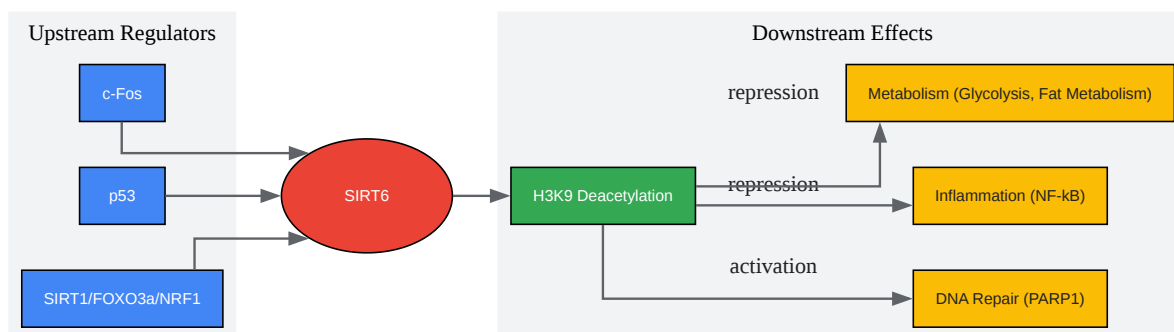 Upstream Regulators
Downstream Effects
c-Fos
repression
Metabolism (Glycolysis, Fat Metabolism)
p53
SIRT6
H3K9 Deacetylation
repression
Inflammation (NF-kB)
activation
SIRT1/FOXO3a/NRF1
DNA Repair (PARP1)